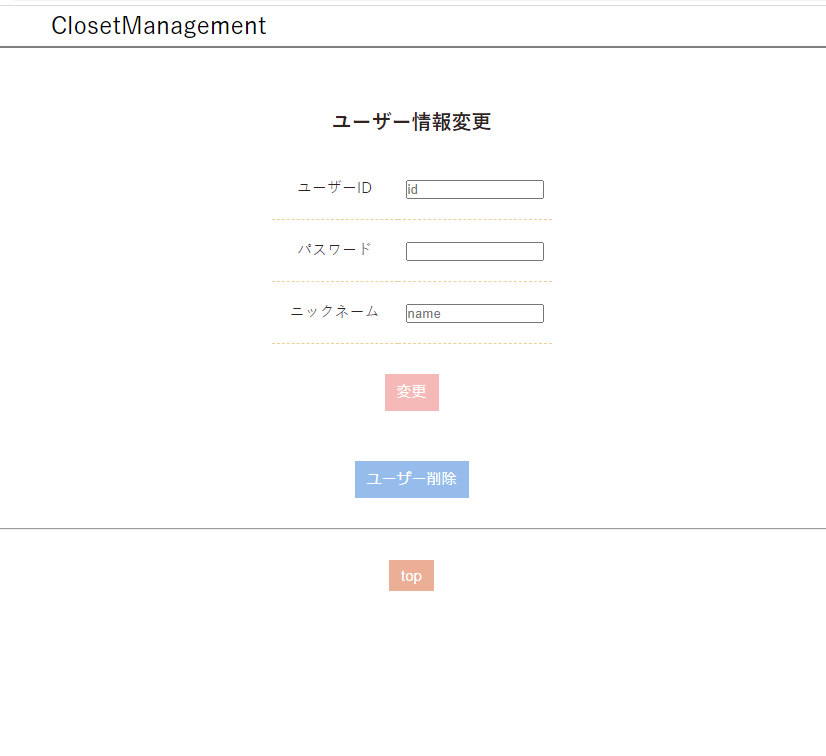 ClosetManagement
ユーザー情報変更
ユーザーID id
パスワード
ニックネーム name
変更
ユーザー削除
top